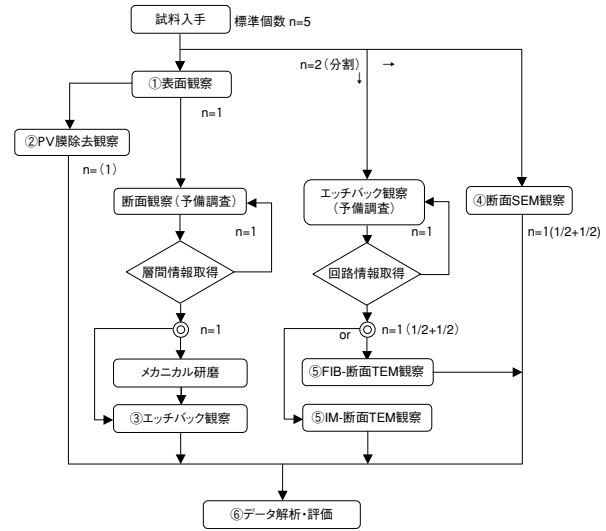 試料入手
標準個数 n=5
n=2（分割） →
↓
①表面観察
n=1
②PV膜除去観察
n=（1）
断面観察（予備調査）
エッチバック観察
（予備調査）
④断面SEM観察
n=1
n=1
n=1(1/2+1/2)
層間情報取得
回路情報取得
n=1
or
n=1（1/2+1/2）
メカニカル研磨
⑤FIB-断面TEM観察
③エッチバック観察
⑤IM-断面TEM観察
⑥データ解析・評価